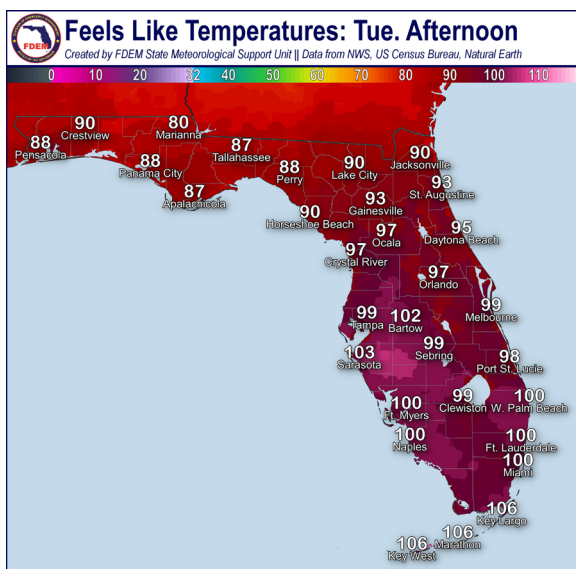 Feels Like Temperatures: Tue. Afternoon
Created by FDEM State Meteorological Support Unit || Data from NWS, US Census Bureau, Natural Earth
FDEM
0 10 20 32 40 50 60 70 80 90 100 110
90
Crestview
80
Marianna
88
Pensacola
87
Tallahassee
88
Panama City
88
Perry
90
Lake City
90
Jacksonville
87
Apalachicola
93
St. Augustine
93
Gainesville
90
Horseshoe Beach
95
Daytona Beach
97
Ocala
97
Crystal River
97
Orlando
99
Melbourne
99
Tampa
102
Bartow
103
Sarasota
99
Sebring
98
Port St. Lucie
100
Ft. Myers
99
Clewiston
100
W. Palm Beach
100
Naples
100
Ft. Lauderdale
100
Miami
106
Key Largo
106
Marathon
106
Key West